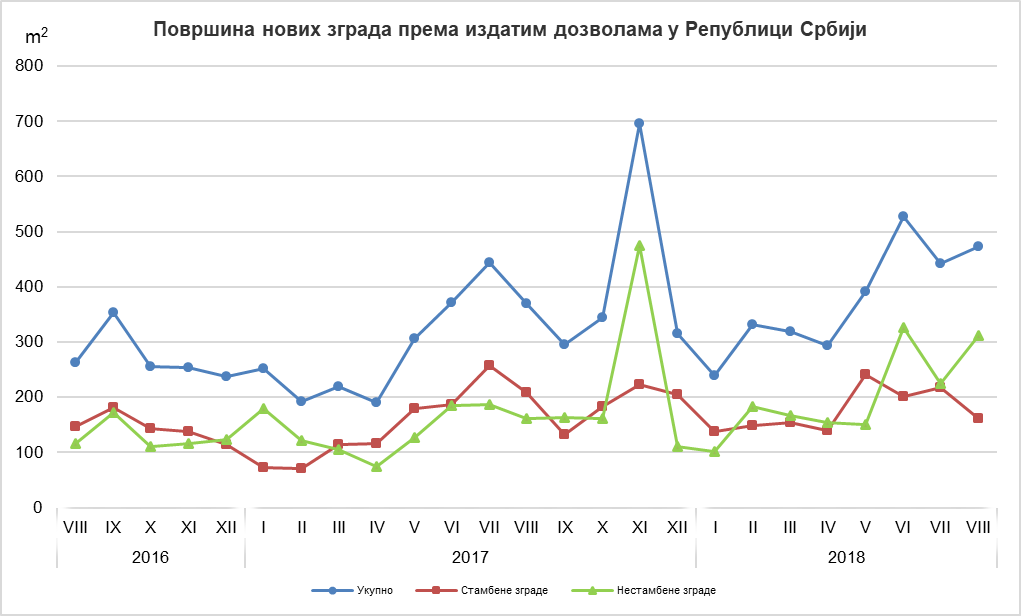 Површина нових зграда према издатим дозволама у Републици Србији
m²
800
700
600
500
400
300
200
100
0
VIII IX X XI XII I II III IV V VI VII VIII IX X XI XII I II III IV V VI VII VIII
2016 2017 2018
Укупно Стамбене зграде Нестамбене зграде